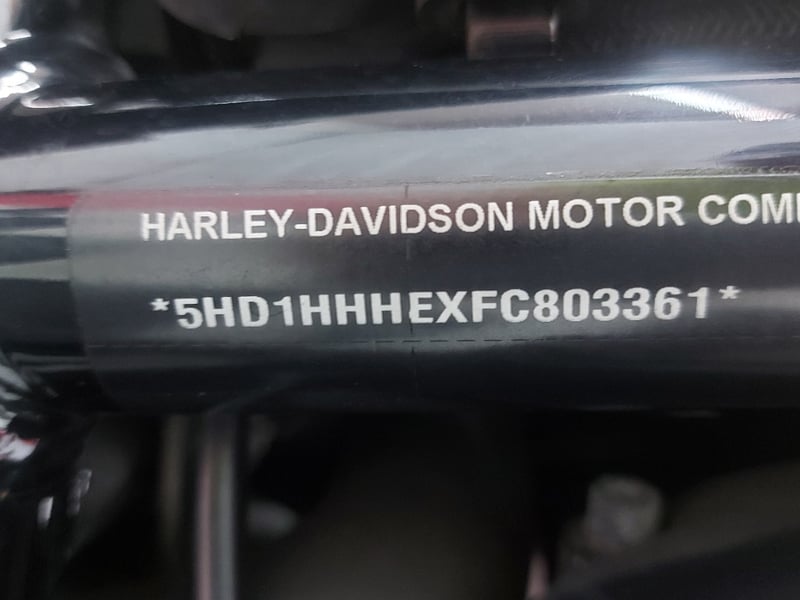 HARLEY-DAVIDSON MOTOR COM
*5HD1HHHEXFC803361*